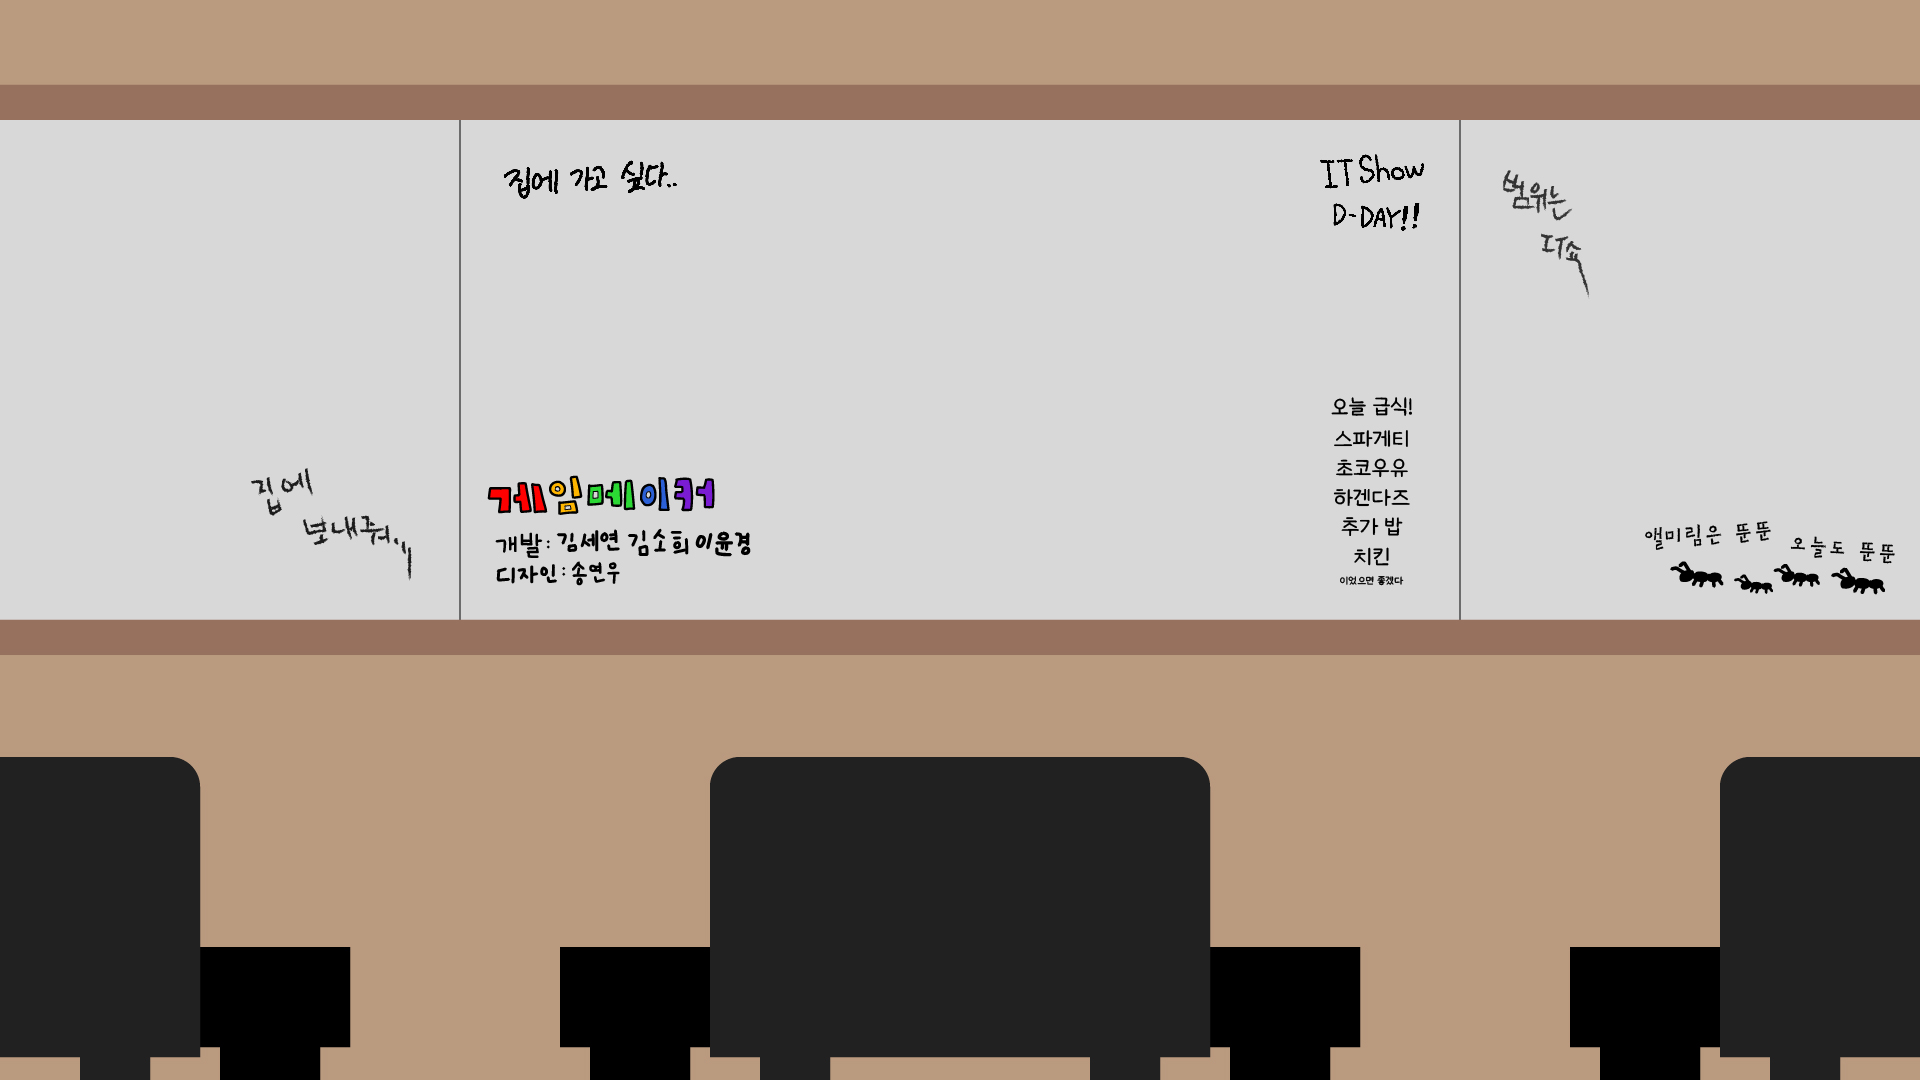 집에
보내줘..
집에 가고 싶다..
게임메이커
개발: 김세연 김소희 이윤경
디자인: 송연우
IT Show
D-DAY!!
오늘 급식!
스파게티
초코우유
하겐다즈
추가 밥
치킨
이었으면 좋겠다
범위는
IT쇼
앨미림은 뚠뚠
오늘도 뚠뚠